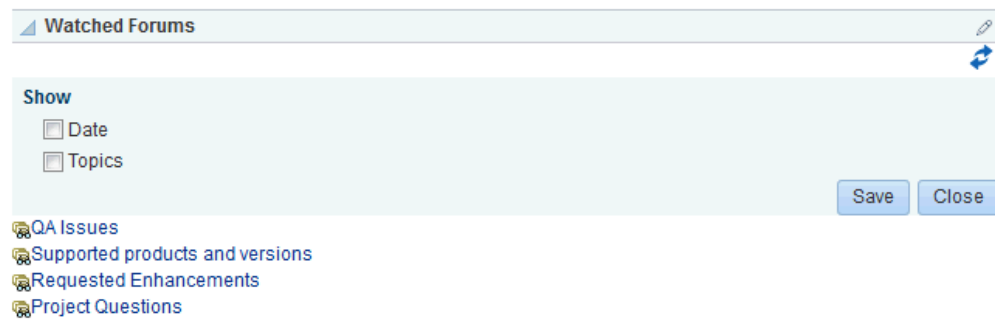 Watched Forums
Show
Date
Topics
Save Close
QA Issues
Supported products and versions
Requested Enhancements
Project Questions